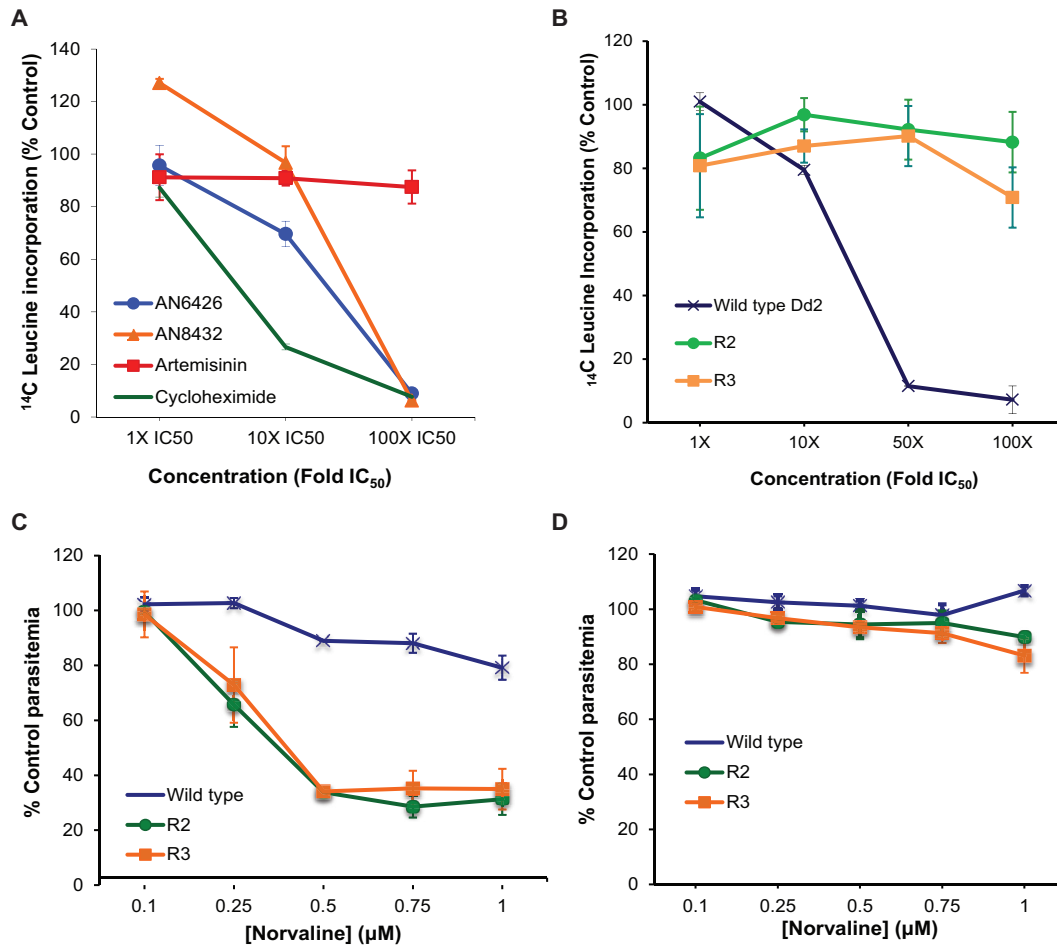 A
140
120
100
80
60
40
20
0
¹⁴C Leucine incorporation (% Control)
AN6426
AN8432
Artemisinin
Cycloheximide
1X IC50 10X IC50 100X IC50
Concentration (Fold IC₅₀)
B
120
100
80
60
40
20
0
¹⁴C Leucine Incorporation (% Control)
Wild type Dd2
R2
R3
1X 10X 50X 100X
Concentration (Fold IC₅₀)
C
120
100
80
60
40
20
0
% Control parasitemia
Wild type
R2
R3
0.1 0.25 0.5 0.75 1
[Norvaline] (µM)
D
120
100
80
60
40
20
0
% Control parasitemia
Wild type
R2
R3
0.1 0.25 0.5 0.75 1
[Norvaline] (µM)